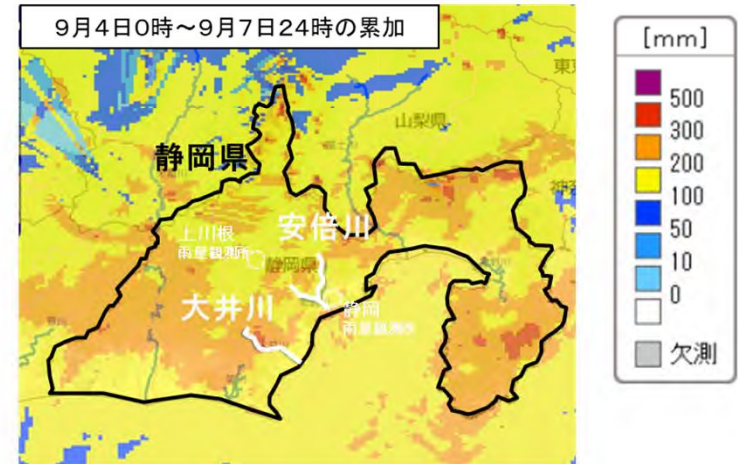 9月4日0時～9月7日24時の累加
静岡県
山梨県
安倍川
上川根
雨量観測所
静岡県
大井川
静岡
雨量観測所
[mm]
500
300
200
100
50
10
0
欠測